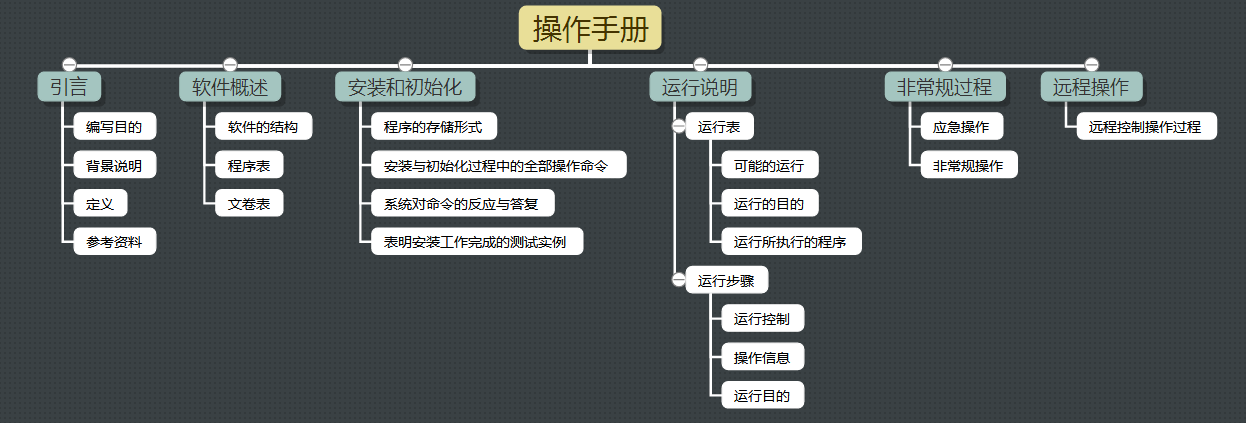 操作手册
引言
编写目的
背景说明
定义
参考资料
软件概述
软件的结构
程序表
文卷表
安装和初始化
程序的存储形式
安装与初始化过程中的全部操作命令
系统对命令的反应与答复
表明安装工作完成的测试实例
运行说明
运行表
可能的运行
运行的目的
运行所执行的程序
运行步骤
运行控制
操作信息
运行目的
非常规过程
应急操作
非常规操作
远程操作
远程控制操作过程